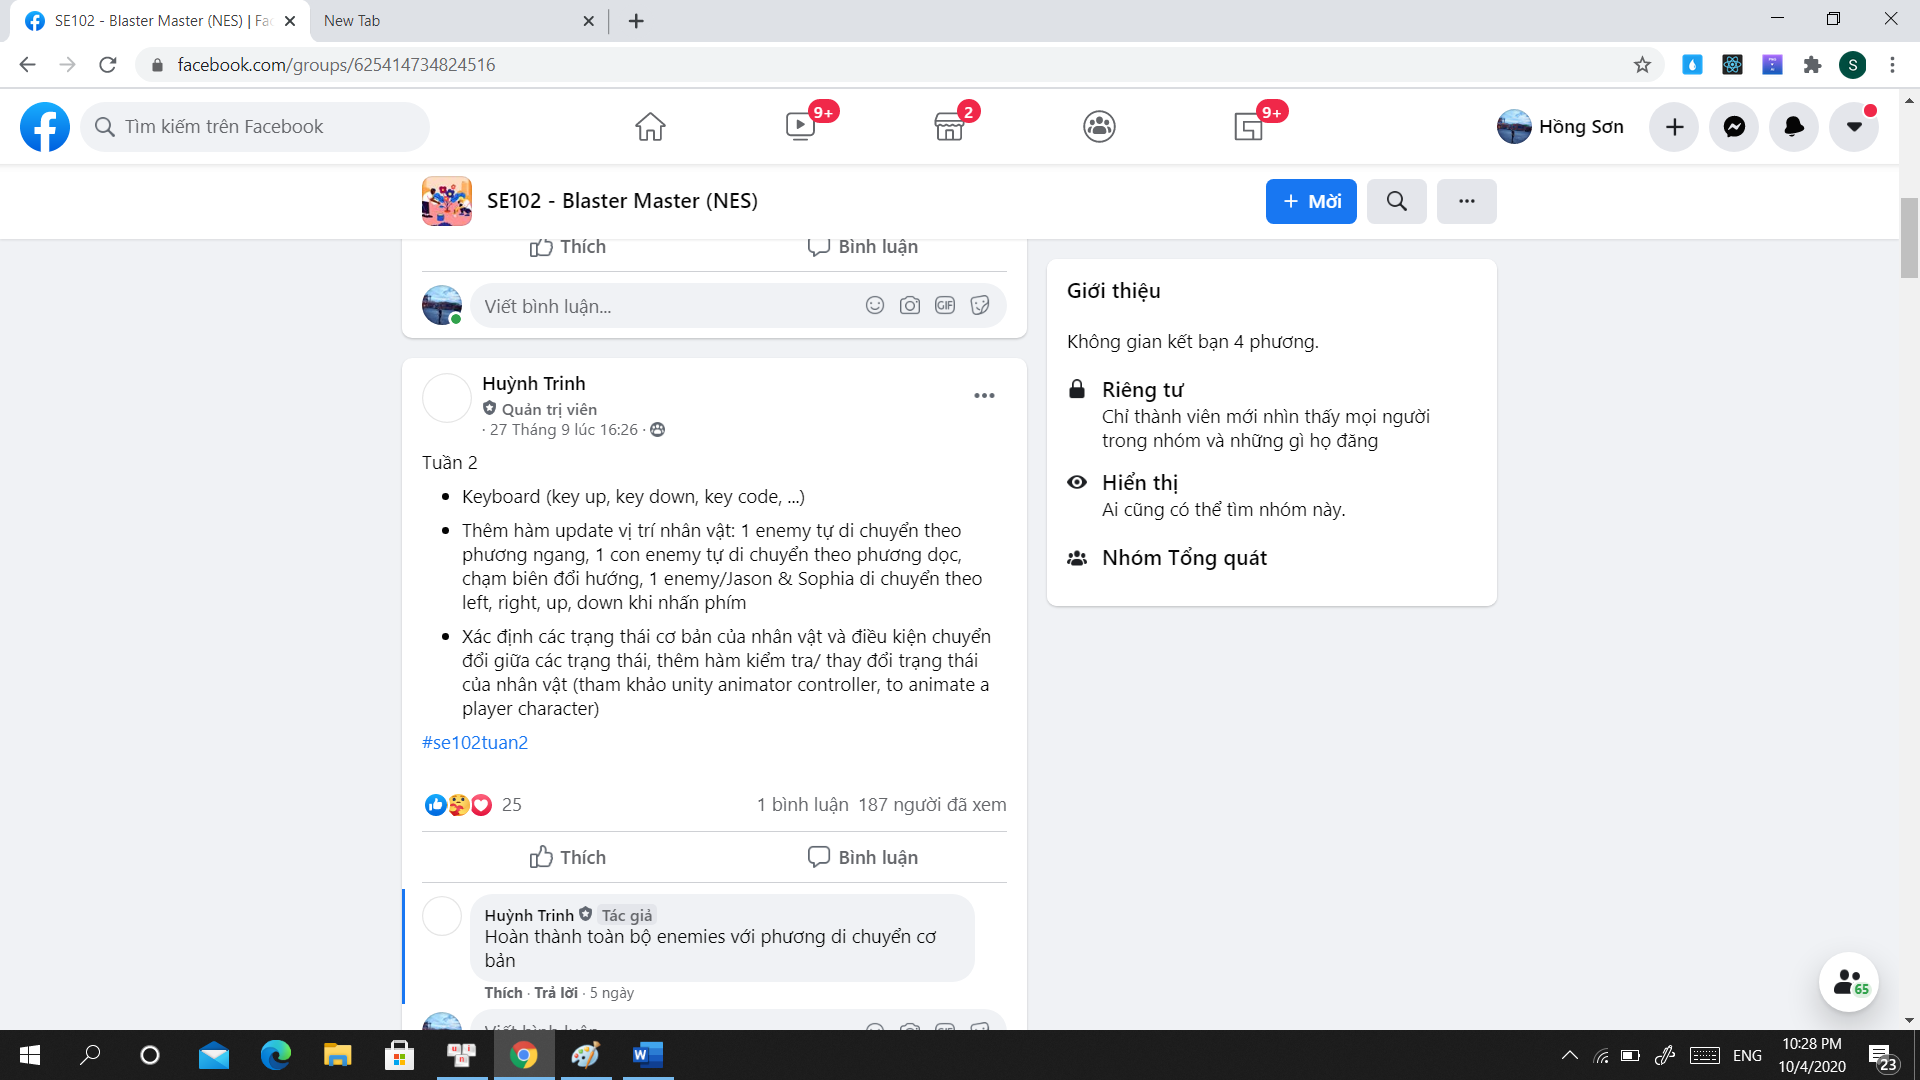 SE102 - Blaster Master (NES) | Fa
New Tab
facebook.com/groups/625414734824516
S
Tìm kiếm trên Facebook
9+
2
9+
Hồng Sơn
SE102 - Blaster Master (NES)
+ Mời
Thích
Bình luận
Viết bình luận...
GIF
Huỳnh Trinh
Quản trị viên
· 27 Tháng 9 lúc 16:26 ·
Tuần 2
• Keyboard (key up, key down, key code, ...)
• Thêm hàm update vị trí nhân vật: 1 enemy tự di chuyển theo
phương ngang, 1 con enemy tự di chuyển theo phương dọc,
chạm biên đổi hướng, 1 enemy/Jason & Sophia di chuyển theo
left, right, up, down khi nhấn phím
• Xác định các trạng thái cơ bản của nhân vật và điều kiện chuyển
đổi giữa các trạng thái, thêm hàm kiểm tra/ thay đổi trạng thái
của nhân vật (tham khảo unity animator controller, to animate a
player character)
#se102tuan2
25
1 bình luận 187 người đã xem
Thích
Bình luận
Huỳnh Trinh Tác giả
Hoàn thành toàn bộ enemies với phương di chuyển cơ
bản
Thích · Trả lời · 5 ngày
Viết bình luận...
Giới thiệu
Không gian kết bạn 4 phương.
Riêng tư
Chỉ thành viên mới nhìn thấy mọi người
trong nhóm và những gì họ đăng
Hiển thị
Ai cũng có thể tìm nhóm này.
Nhóm Tổng quát
65
W
ENG
10:28 PM
10/4/2020
23